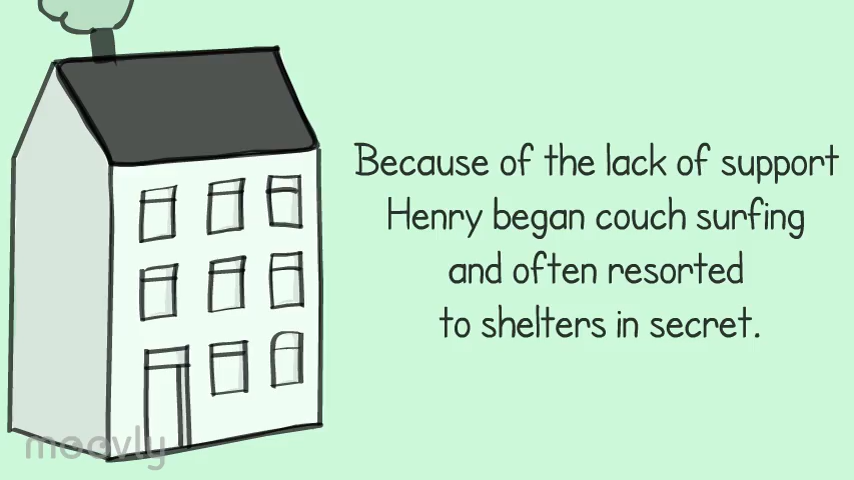 Because of the lack of support
Henry began couch surfing
and often resorted
to shelters in secret.
moovly